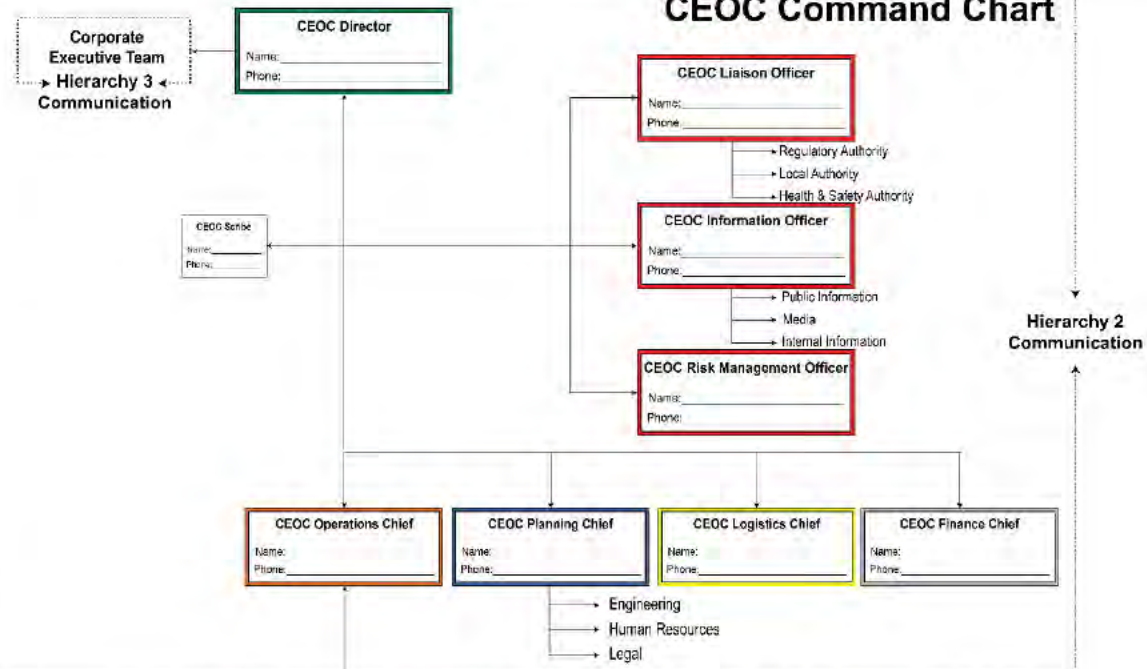 CEOC Command Chart
Corporate
Executive Team
Hierarchy 3
Communication
CEOC Director
Name:
Phone:
CEOC Liaison Officer
Name:
Phone:
Regulatory Authority
Local Authority
Health & Safety Authority
CEOC Scribe
Name:
Phone:
CEOC Information Officer
Name:
Phone:
Public Information
Media
Internal Information
Hierarchy 2
Communication
CEOC Risk Management Officer
Name:
Phone:
CEOC Operations Chief
Name:
Phone:
CEOC Planning Chief
Name:
Phone:
CEOC Logistics Chief
Name:
Phone:
CEOC Finance Chief
Name:
Phone:
Engineering
Human Resources
Legal